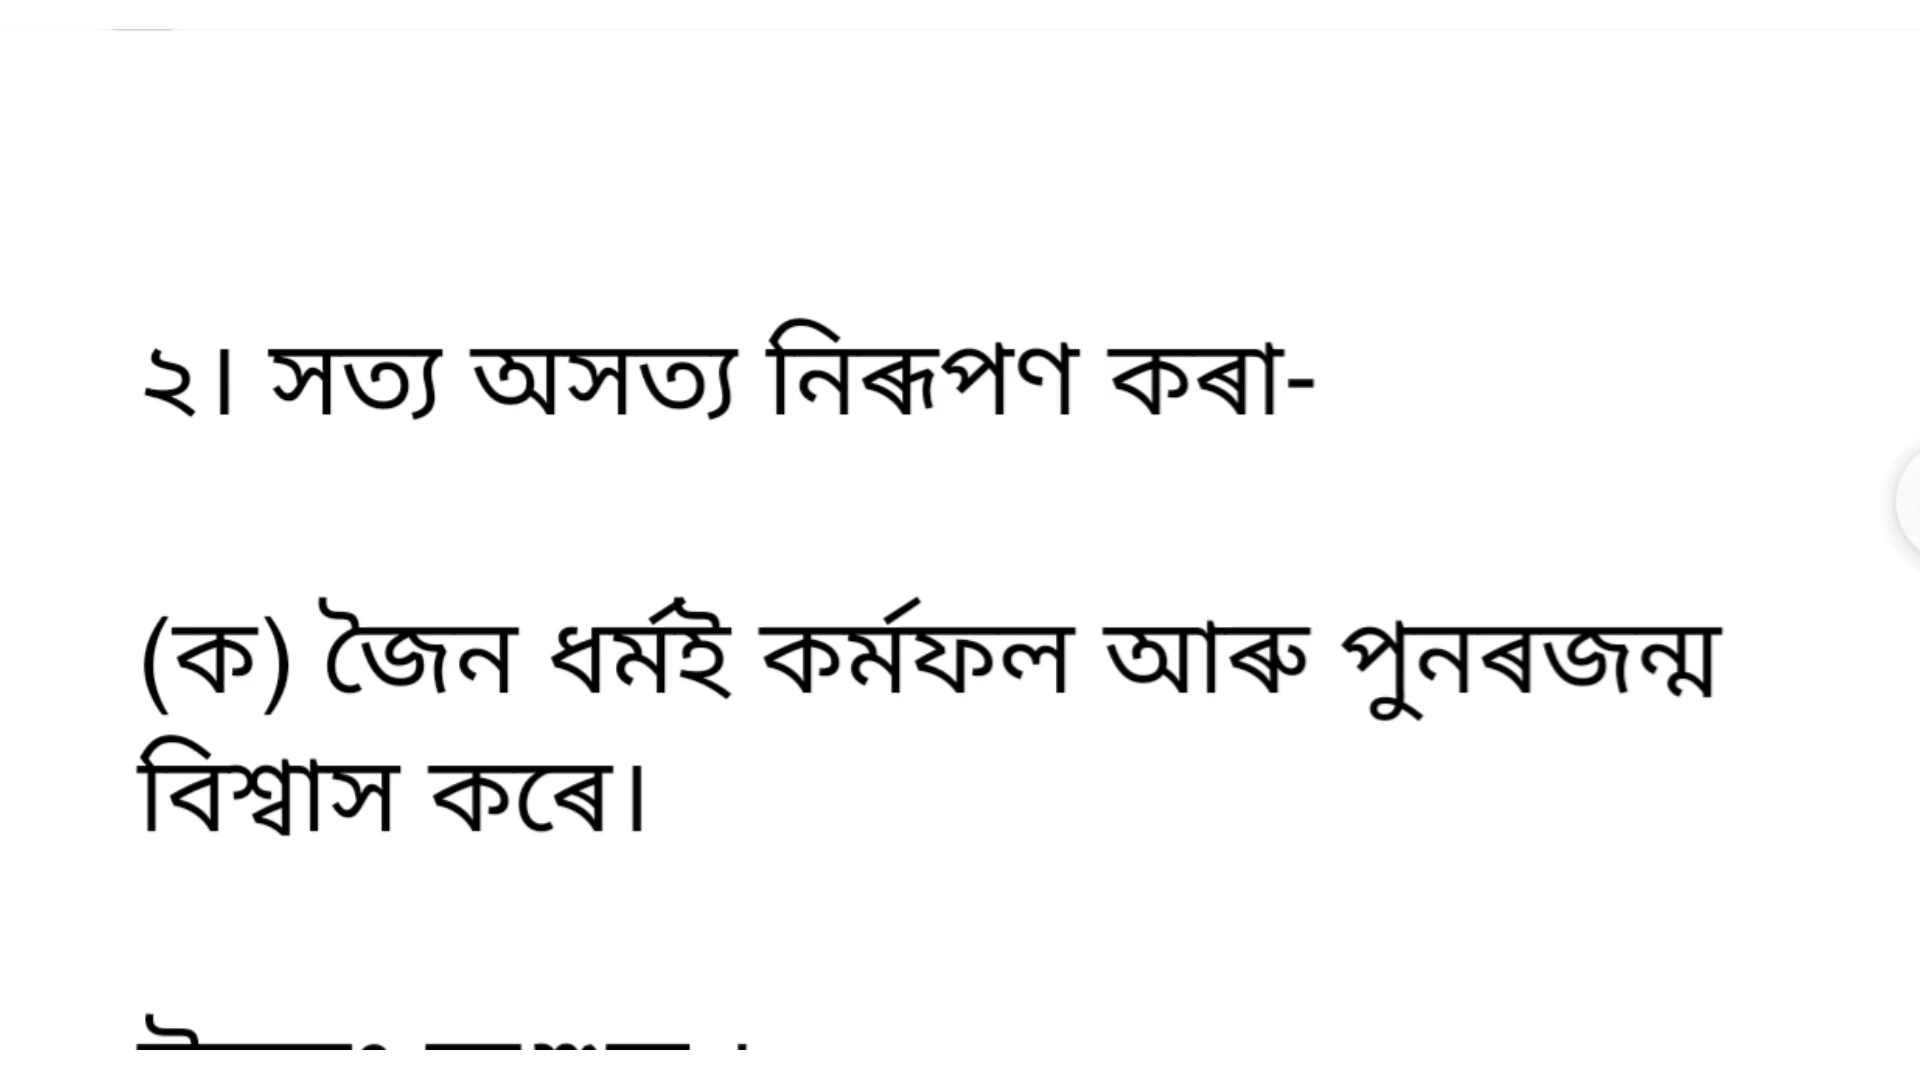 ২। সত্য অসত্য নিৰূপণ কৰা-
(ক) জৈন ধৰ্মই কৰ্মফল আৰু পুনৰজন্ম
বিশ্বাস কৰে।